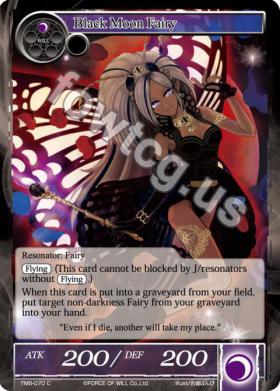 Black Moon Fairy
WILL
fowtcg.us
Resonator: Fairy
Flying (This card cannot be blocked by J/resonators
without Flying .)
When this card is put into a graveyard from your field,
put target non-darkness Fairy from your graveyard
into your hand.
"Even if I die, another will take my place."
ATK 200 / DEF 200
TMS-070 C ©FORCE OF WILL Co.,Ltd.